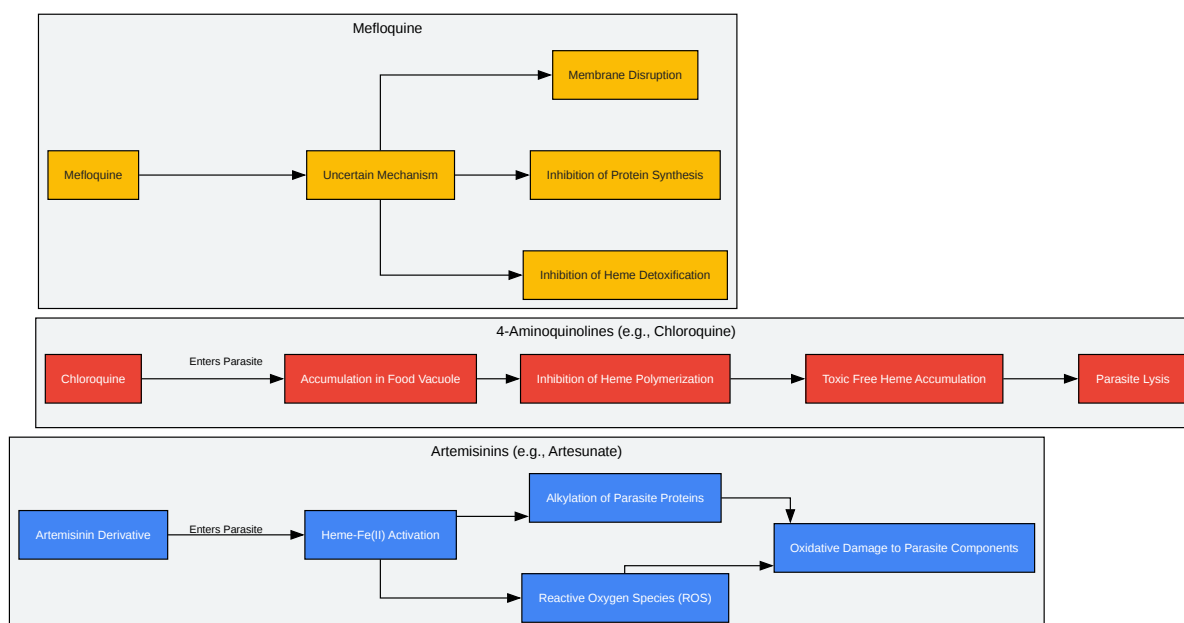 Mefloquine
Membrane Disruption
Mefloquine
Uncertain Mechanism
Inhibition of Protein Synthesis
Inhibition of Heme Detoxification
4-Aminoquinolines (e.g., Chloroquine)
Chloroquine
Enters Parasite
Accumulation in Food Vacuole
Inhibition of Heme Polymerization
Toxic Free Heme Accumulation
Parasite Lysis
Artemisinins (e.g., Artesunate)
Alkylation of Parasite Proteins
Artemisinin Derivative
Enters Parasite
Heme-Fe(II) Activation
Oxidative Damage to Parasite Components
Reactive Oxygen Species (ROS)